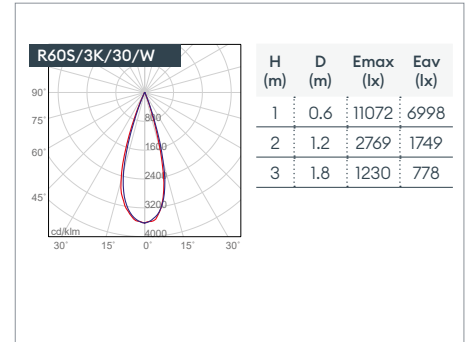 R60S/3K/30/W
90°
75°
60°
45°
800
1600
2400
3200
4000
cd/klm
30° 15° 0° 15° 30°
H D Emax Eav
(m) (m) (lx) (lx)
1 0.6 11072 6998
2 1.2 2769 1749
3 1.8 1230 778